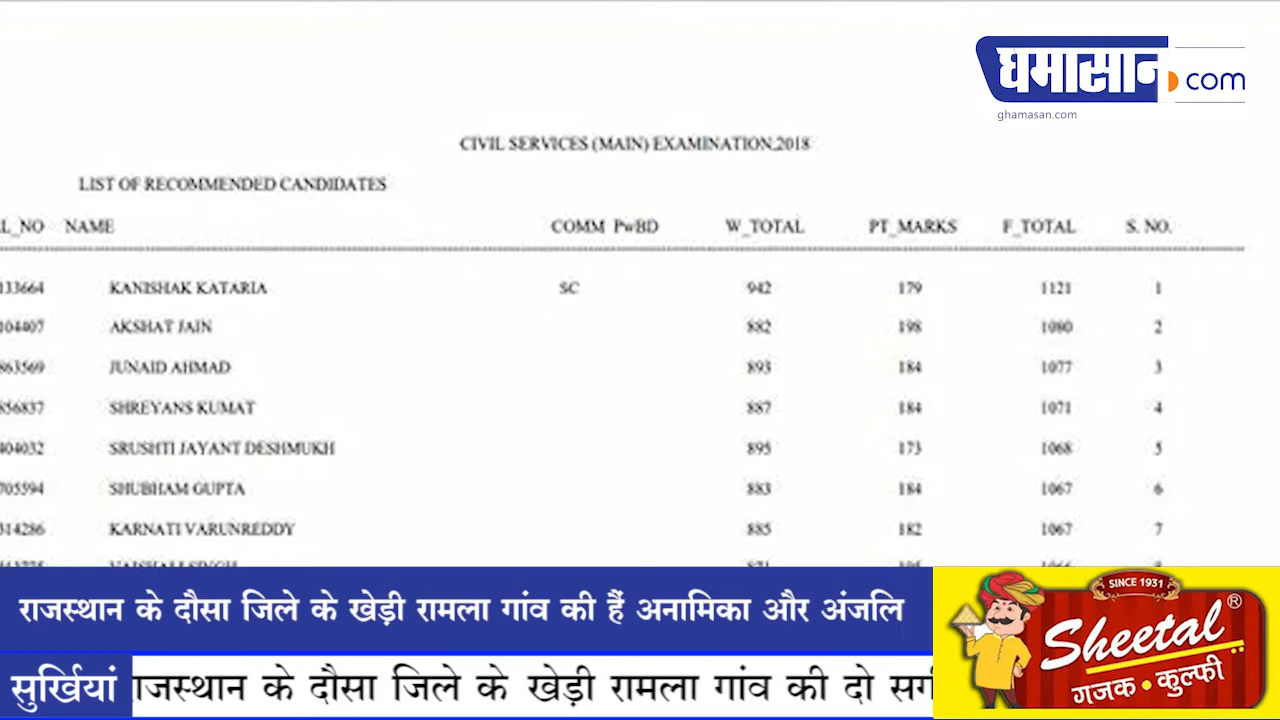 घमासान.com
ghamasan.com
CIVIL SERVICES (MAIN) EXAMINATION,2018
LIST OF RECOMMENDED CANDIDATES
L_NO NAME COMM PwBD W_TOTAL PT_MARKS F_TOTAL S. NO.
133664 KANISHAK KATARIA SC 942 179 1121 1
104407 AKSHAT JAIN 882 198 1080 2
863569 JUNAID AHMAD 893 184 1077 3
856837 SHREYANS KUMAT 887 184 1071 4
404032 SRUSHTI JAYANT DESHMUKH 895 173 1068 5
705594 SHUBHAM GUPTA 883 184 1067 6
314286 KARNATI VARUNREDDY 885 182 1067 7
राजस्थान के दौसा जिले के खेड़ी रामला गांव की हैं अनामिका और अंजलि
सुर्खियां राजस्थान के दौसा जिले के खेड़ी रामला गांव की दो
SINCE 1931
Sheetal ®
गजक • कुल्फी